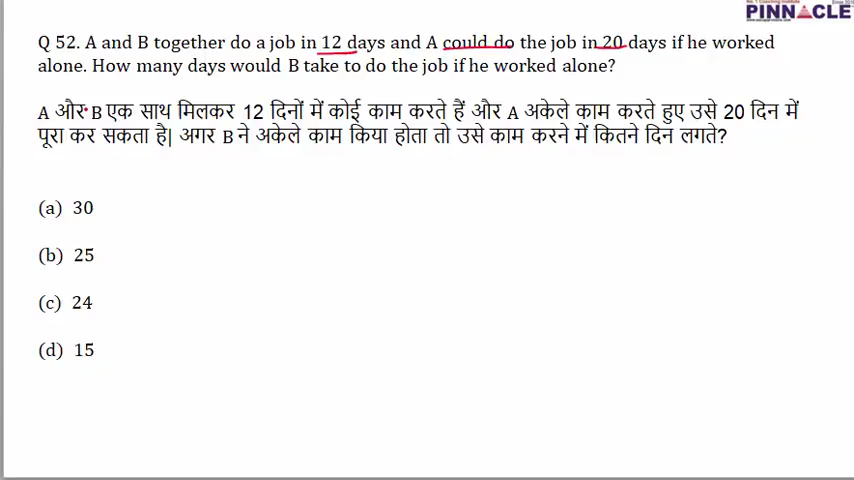 PINNACLE
Q 52. A and B together do a job in 12 days and A could do the job in 20 days if he worked
alone. How many days would B take to do the job if he worked alone?
A और B एक साथ मिलकर 12 दिनों में कोई काम करते हैं और A अकेले काम करते हुए उसे 20 दिन में
पूरा कर सकता है| अगर B ने अकेले काम किया होता तो उसे काम करने में कितने दिन लगते?
(a) 30
(b) 25
(c) 24
(d) 15